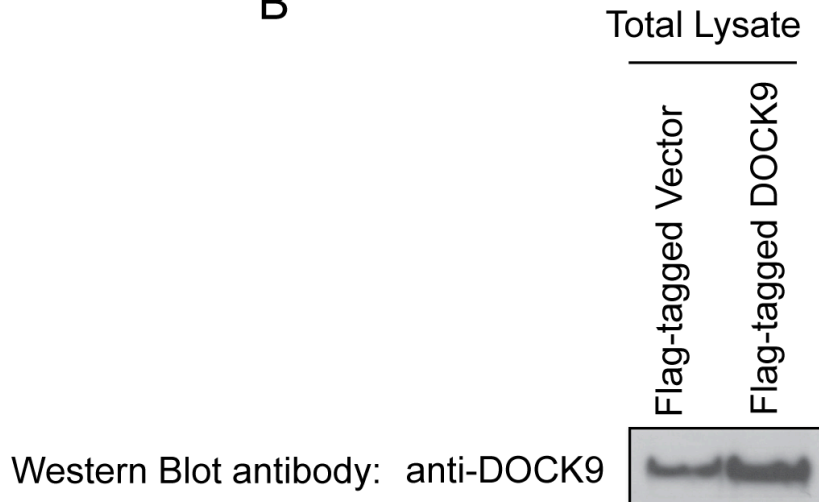 B
Total Lysate
Flag-tagged Vector
Flag-tagged DOCK9
Western Blot antibody: anti-DOCK9